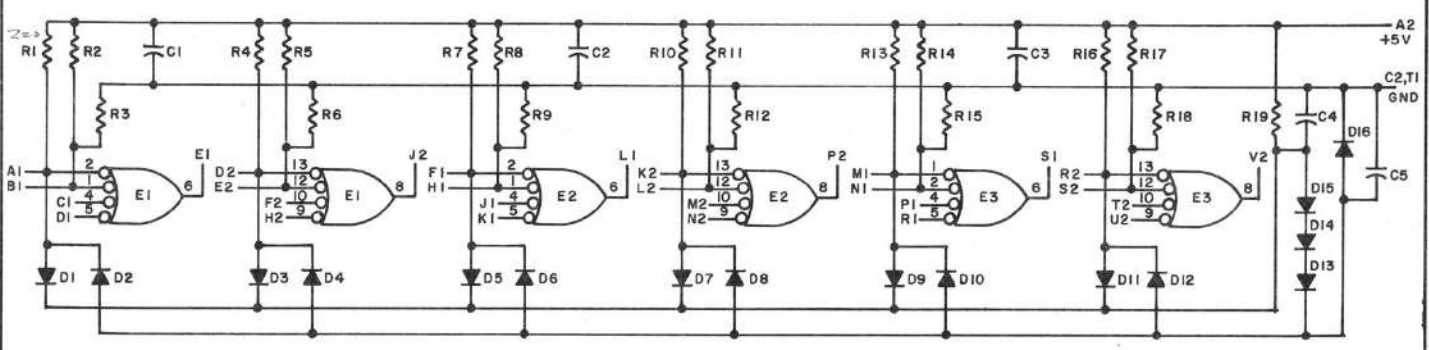 A2
+5V
R1 R2 C1 R4 R5 R7 R8 C2 R10 R11 R13 R14 C3 R16 R17
C2,T1
GND
R3 R6 R9 R12 R15 R18 R19 C4 D16
E1 J2 L1 P2 S1 V2 C5
A1 2 D2 13 F1 2 K2 13 M1 1 R2 13
B1 1 E1 6 E2 12 E1 8 H1 1 E2 6 L2 12 E2 8 N1 2 E3 6 S2 12 E3 8
C1 4 F2 10 J1 4 M2 10 P1 4 T2 10
D1 5 H2 9 K1 5 N2 9 R1 5 U2 9
D15
D14
D1 D2 D3 D4 D5 D6 D7 D8 D9 D10 D11 D12 D13